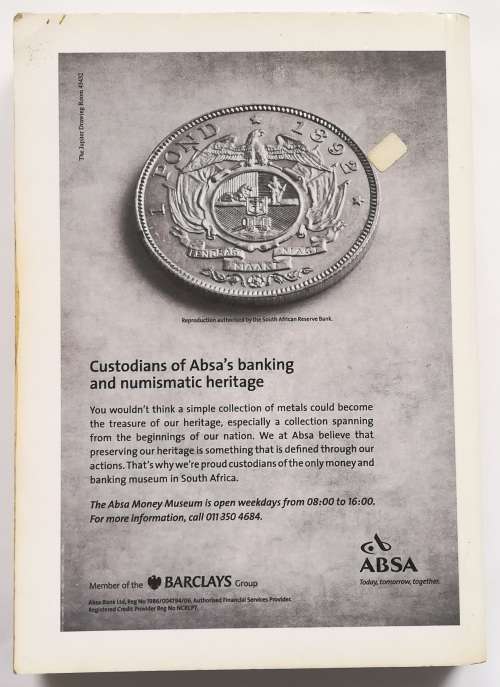 The Jupiter Drawing Room 43432
1 POND * 1892 *
EENDRAGT MAAKT MAGT
Reproduction authorised by the South African Reserve Bank.
Custodians of Absa's banking
and numismatic heritage
You wouldn't think a simple collection of metals could become
the treasure of our heritage, especially a collection spanning
from the beginnings of our nation. We at Absa believe that
preserving our heritage is something that is defined through our
actions. That's why we're proud custodians of the only money and
banking museum in South Africa.
The Absa Money Museum is open weekdays from 08:00 to 16:00.
For more information, call 011 350 4684.
ABSA
Today, tomorrow, together.
Member of the BARCLAYS Group
Absa Bank Ltd, Reg No 1986/004794/06. Authorised Financial Services Provider.
Registered Credit Provider Reg No NCRCP7.